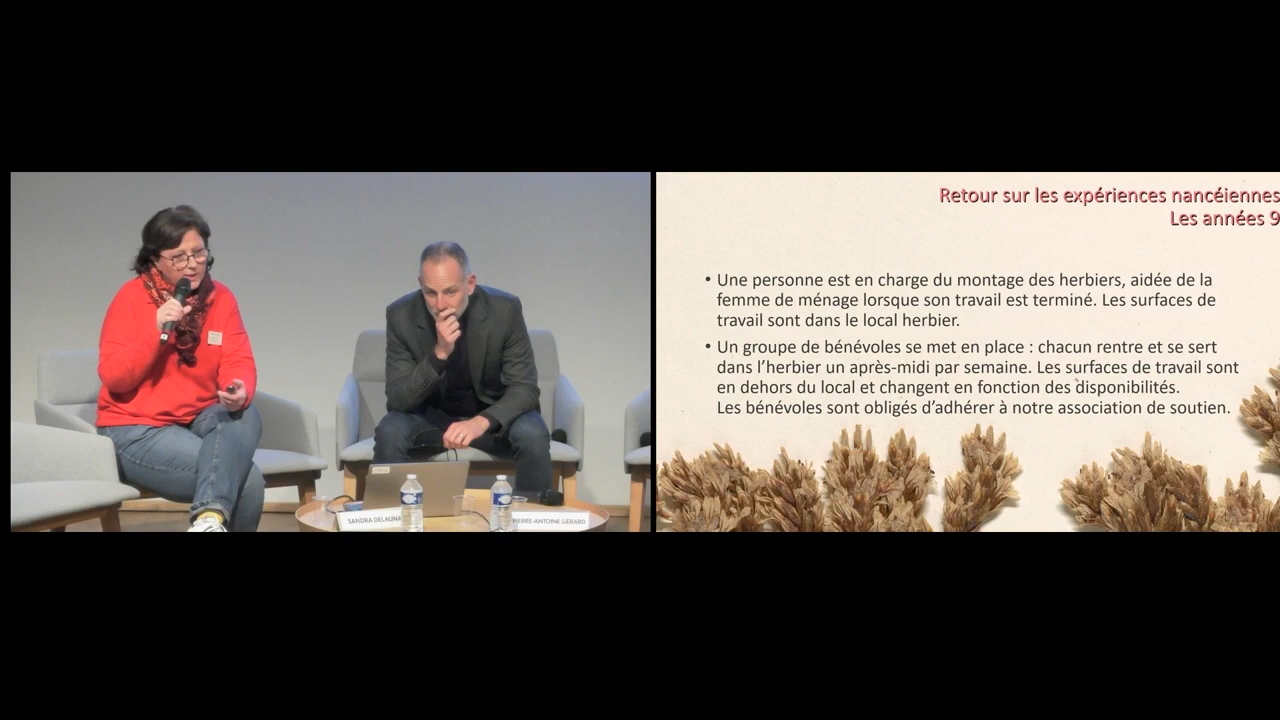 Retour sur les expériences nancéiennes
Les années 9
• Une personne est en charge du montage des herbiers, aidée de la
femme de ménage lorsque son travail est terminé. Les surfaces de
travail sont dans le local herbier.
• Un groupe de bénévoles se met en place : chacun rentre et se sert
dans l’herbier un après-midi par semaine. Les surfaces de travail sont
en dehors du local et changent en fonction des disponibilités.
Les bénévoles sont obligés d’adhérer à notre association de soutien.
SANDRA DELAUNA
PIERRE-ANTOINE GÉRARD